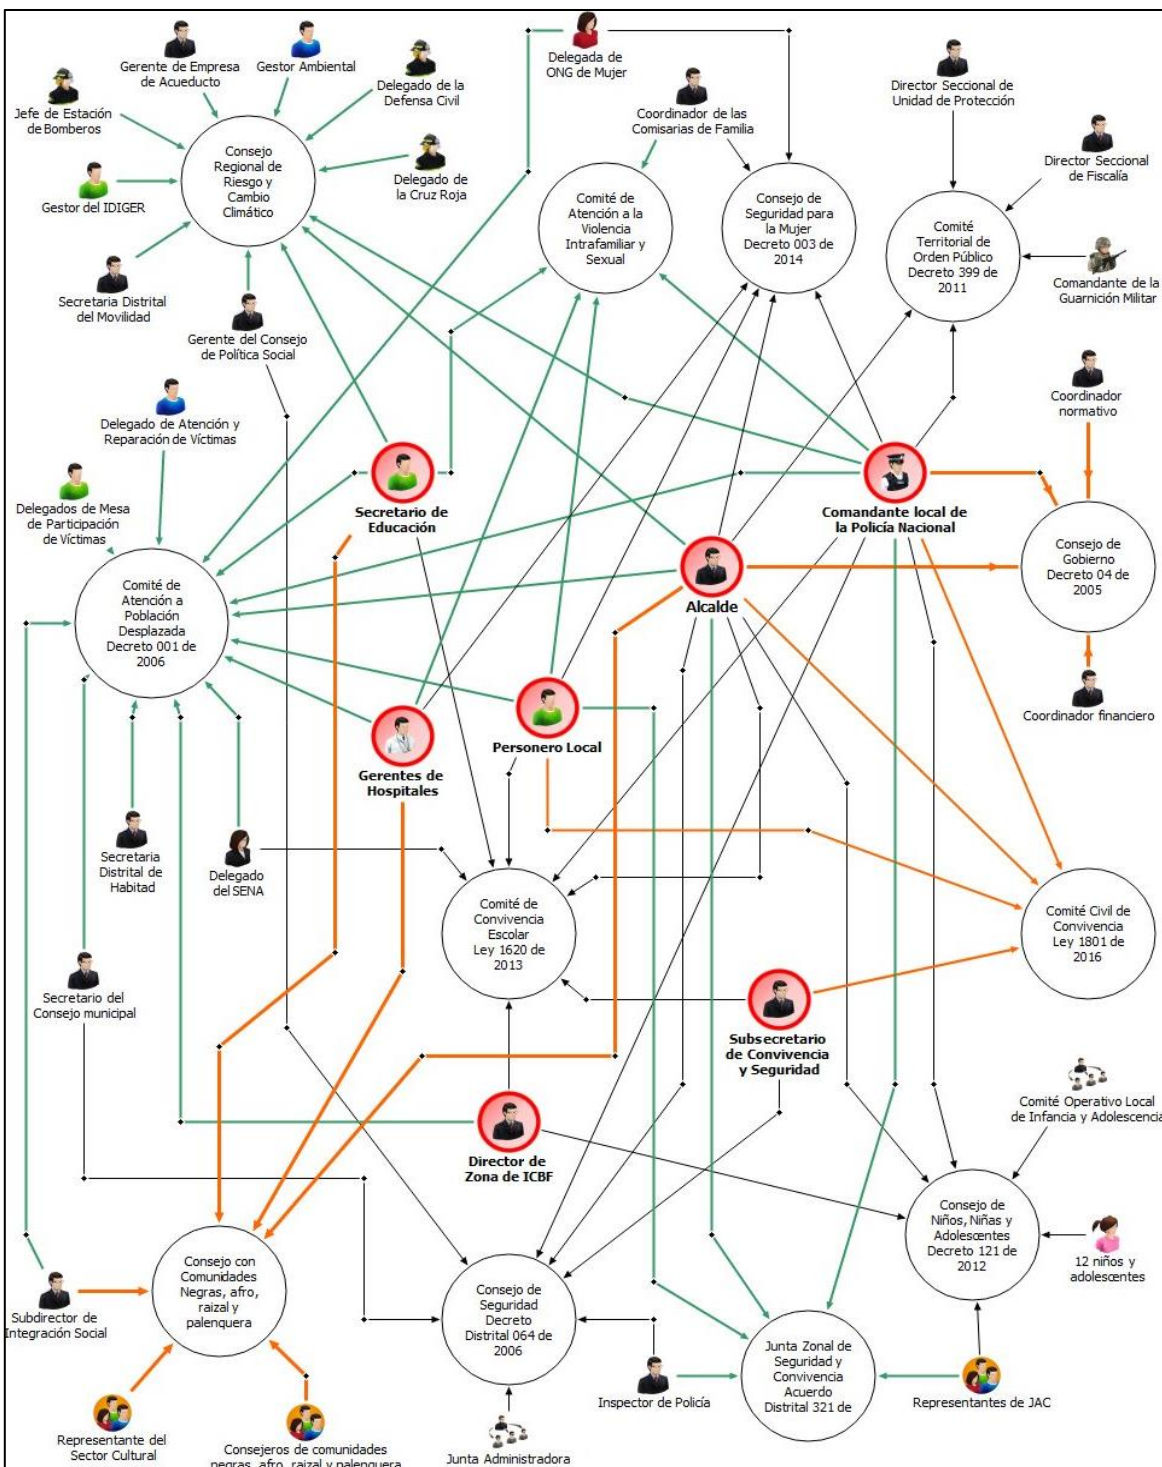 Delegada de
ONG de Mujer
Gerente de Empresa
de Acueducto
Gestor Ambiental
Delegado de la
Defensa Civil
Jefe de Estación
de Bomberos
Coordinador de las
Comisarias de Familia
Director Seccional de
Unidad de Protección
Director Seccional
de Fiscalía
Consejo
Regional de
Riesgo y
Cambio
Climático
Delegado de
la Cruz Roja
Gestor del IDIGER
Comité de
Atención a la
Violencia
Intrafamiliar y
Sexual
Consejo de
Seguridad para
la Mujer
Decreto 003 de
2014
Comité
Territorial de
Orden Público
Decreto 399 de
2011
Comandante de la
Guarnición Militar
Secretaria Distrital
del Movilidad
Gerente del Consejo
de Política Social
Coordinador
normativo
Delegado de Atención y
Reparación de Víctimas
Delegados de Mesa
de Participación
de Víctimas
Secretario de
Educación
Comandante local de
la Policía Nacional
Consejo de
Gobierno
Decreto 04 de
2005
Comité de
Atención a
Población
Desplazada
Decreto 001 de
2006
Alcalde
Coordinador financiero
Personero Local
Gerentes de
Hospitales
Secretaria
Distrital de
Habitad
Delegado
del SENA
Comité de
Convivencia
Escolar
Ley 1620 de
2013
Comité Civil de
Convivencia
Ley 1801 de
2016
Secretario del
Consejo municipal
Subsecretario
de Convivencia
y Seguridad
Comité Operativo Local
de Infancia y Adolescencia
Director de
Zona de ICBF
Consejo de
Niños, Niñas y
Adolescentes
Decreto 121 de
2012
12 niños y
adolescentes
Consejo con
Comunidades
Negras, afro,
raizal y
palenquera
Subdirector de
Integración Social
Consejo de
Seguridad
Decreto
Distrital 064 de
2006
Junta Zonal de
Seguridad y
Convivencia
Acuerdo
Distrital 321 de
Inspector de Policía
Representantes de JAC
Representante del
Sector Cultural
Consejeros de comunidades
negras, afro, raizal y palenquera
Junta Administradora